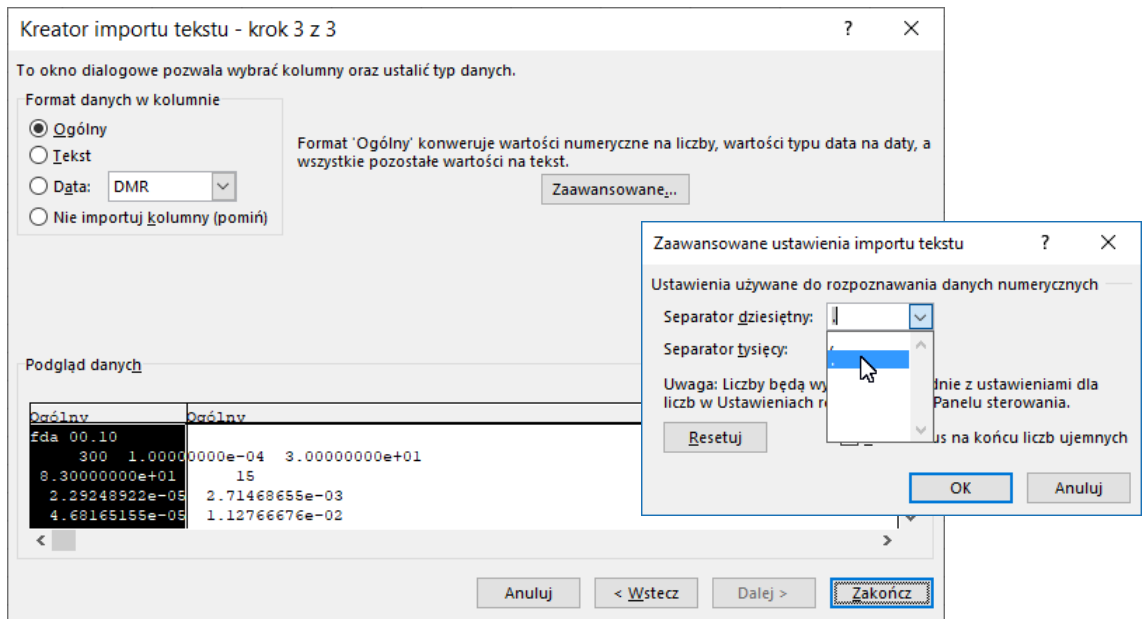 Kreator importu tekstu - krok 3 z 3
To okno dialogowe pozwala wybrać kolumny oraz ustalić typ danych.
Format danych w kolumnie
Ogólny
Tekst
Data: DMR
Nie importuj kolumny (pomiń)
Format 'Ogólny' konweruje wartości numeryczne na liczby, wartości typu data na daty, a
wszystkie pozostałe wartości na tekst.
Zaawansowane...
Zaawansowane ustawienia importu tekstu
Ustawienia używane do rozpoznawania danych numerycznych
Separator dziesiętny: .
Separator tysięcy:
Uwaga: Liczby będą dnie z ustawieniami dla
liczb w Ustawieniach Panelu sterowania.
Resetuj
na końcu liczb ujemnych
OK
Anuluj
Podgląd danych
Ogólny Ogólny
fda 00.10
300 1.00000000e-04 3.00000000e+01
8.30000000e+01 15
2.29248922e-05 2.71468655e-03
4.68165155e-05 1.12766676e-02
Anuluj
< Wstecz
Dalej >
Zakończ